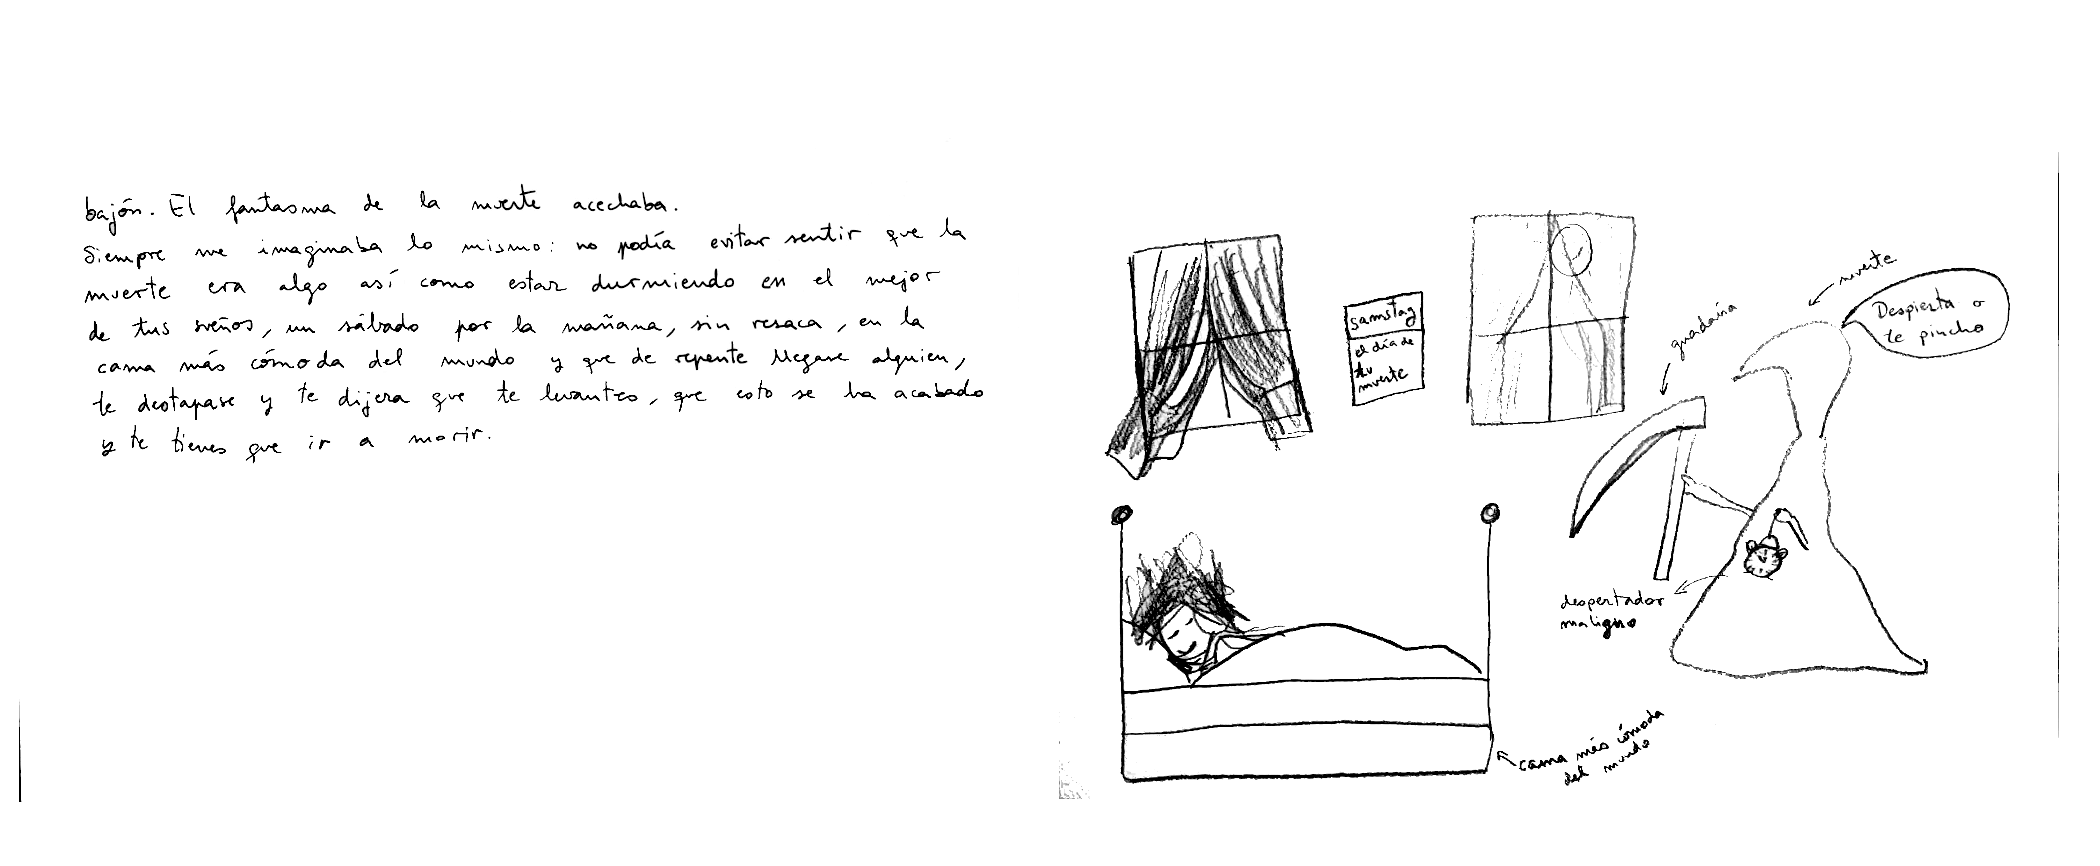 bajón. El fantasma de la muerte acechaba.
Siempre me imaginaba lo mismo: no podía evitar sentir que la
muerte era algo así como estar durmiendo en el mejor
de tus sueños, un sábado por la mañana, sin resaca, en la
cama más cómoda del mundo y que de repente llegase alguien,
te destapase y te dijera que te levantes, que esto se ha acabado
y te tienes que ir a morir.
samstag
el día de
tu
muerte
muerte
guadaña
Despierta o
te pincho
despertador
maligno
cama más cómoda
del mundo